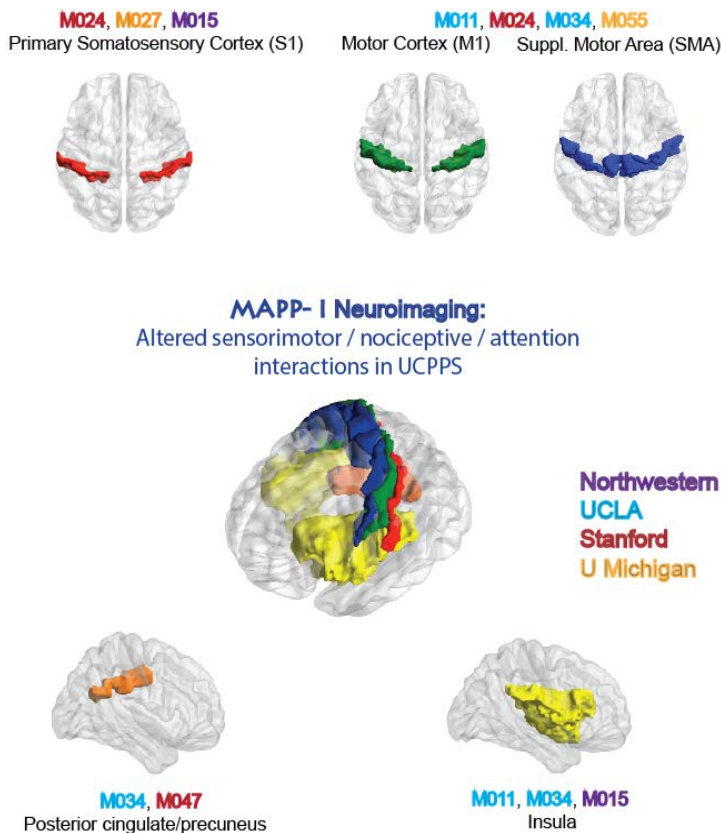 M024, M027, M015
Primary Somatosensory Cortex (S1)
M011, M024, M034, M055
Motor Cortex (M1) Suppl. Motor Area (SMA)
MAPP- I Neuroimaging:
Altered sensorimotor / nociceptive / attention
interactions in UCPPS
Northwestern
UCLA
Stanford
U Michigan
M034, M047
Posterior cingulate/precuneus
M011, M034, M015
Insula